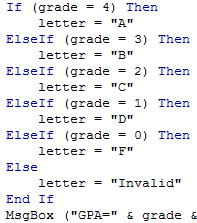 If (grade = 4) Then
    letter = "A"
ElseIf (grade = 3) Then
    letter = "B"
ElseIf (grade = 2) Then
    letter = "C"
ElseIf (grade = 1) Then
    letter = "D"
ElseIf (grade = 0) Then
    letter = "F"
Else
    letter = "Invalid"
End If
MsgBox ("GPA=" & grade &